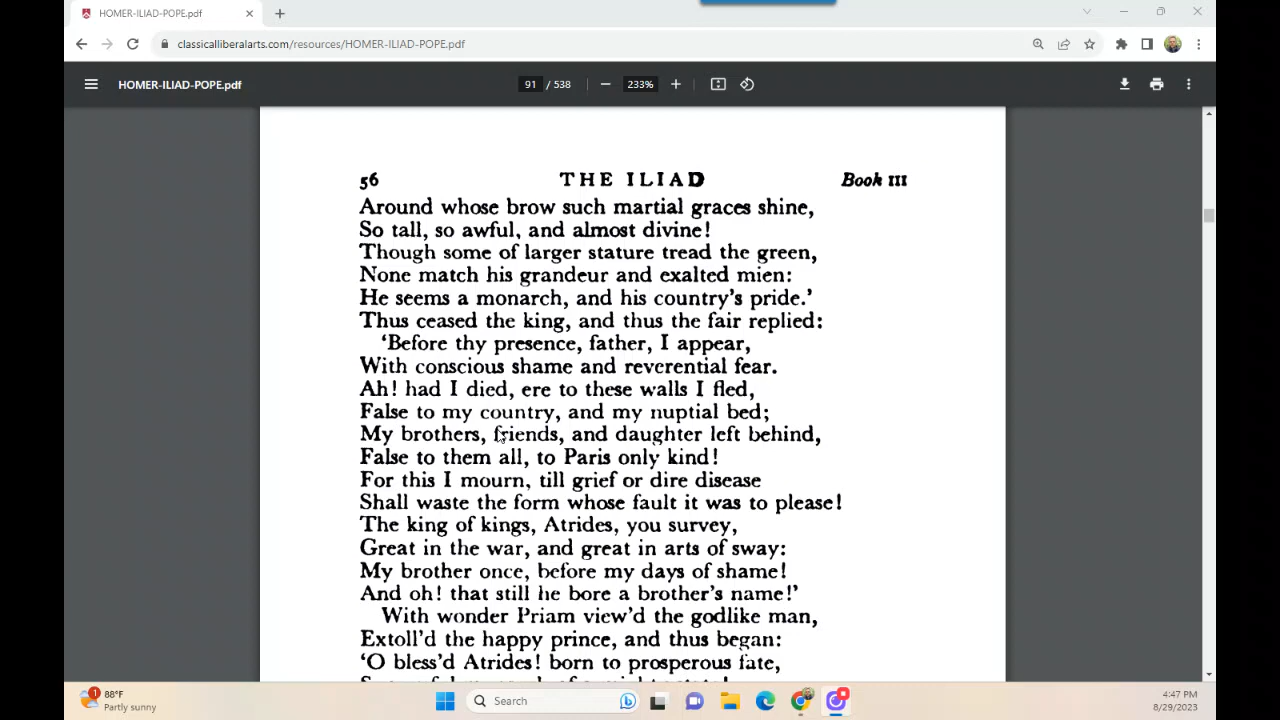 HOMER-ILIAD-POPE.pdf
classicalliberalarts.com/resources/HOMER-ILIAD-POPE.pdf
HOMER-ILIAD-POPE.pdf
91 / 538
233%
56 THE ILIAD Book III
Around whose brow such martial graces shine,
So tall, so awful, and almost divine!
Though some of larger stature tread the green,
None match his grandeur and exalted mien:
He seems a monarch, and his country's pride.'
Thus ceased the king, and thus the fair replied:
'Before thy presence, father, I appear,
With conscious shame and reverential fear.
Ah! had I died, ere to these walls I fled,
False to my country, and my nuptial bed;
My brothers, friends, and daughter left behind,
False to them all, to Paris only kind!
For this I mourn, till grief or dire disease
Shall waste the form whose fault it was to please!
The king of kings, Atrides, you survey,
Great in the war, and great in arts of sway:
My brother once, before my days of shame!
And oh! that still he bore a brother's name!'
With wonder Priam view'd the godlike man,
Extoll'd the happy prince, and thus began:
'O bless'd Atrides! born to prosperous fate,
1
88°F
Partly sunny
Search
4:47 PM
8/29/2023